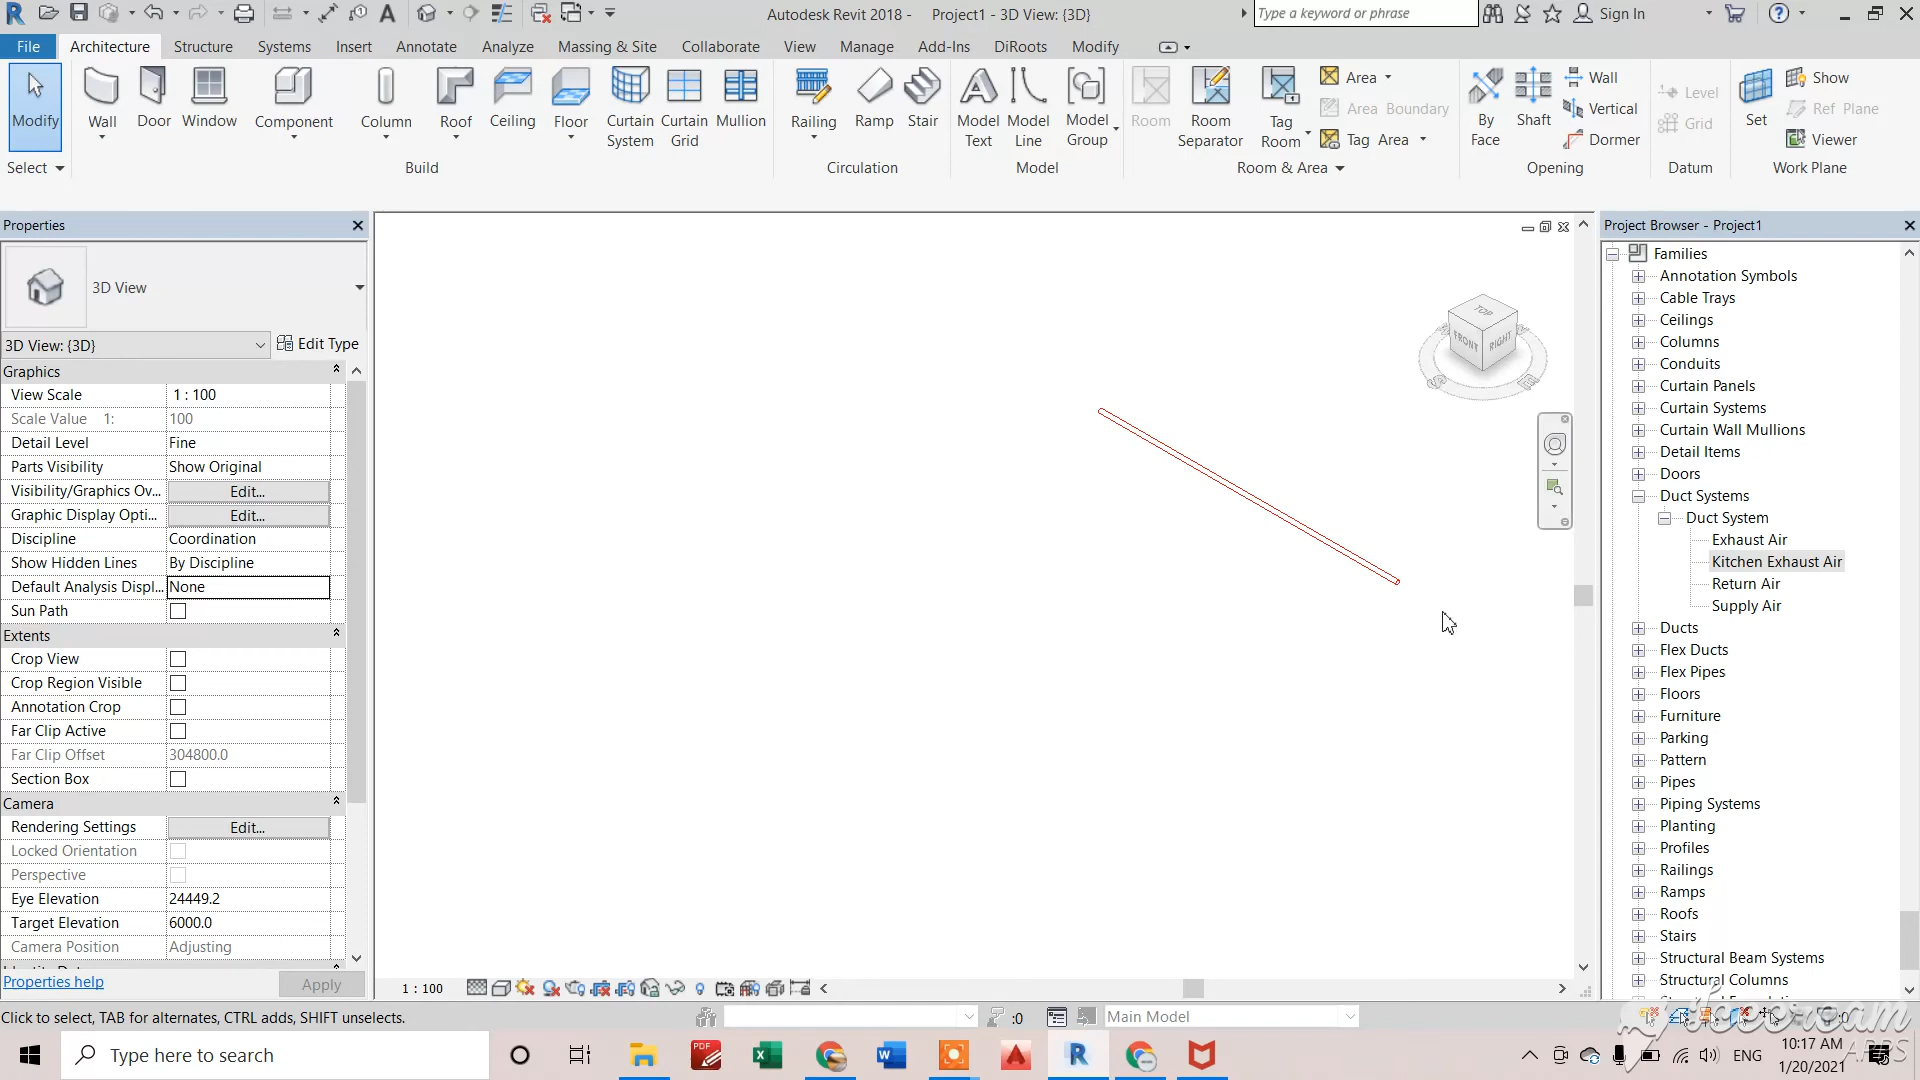 Autodesk Revit 2018 - Project1 - 3D View: {3D}
Type a keyword or phrase
Sign In
File Architecture Structure Systems Insert Annotate Analyze Massing & Site Collaborate View Manage Add-Ins DiRoots Modify
Modify
Wall
Door
Window
Component
Column
Roof
Ceiling
Floor
Curtain System
Curtain Grid
Mullion
Railing
Ramp
Stair
Model Text
Model Line
Model Group
Room
Room Separator
Tag Room
Area
Area Boundary
Tag Area
By Face
Shaft
Wall
Vertical
Dormer
Level
Grid
Set
Show
Ref Plane
Viewer
Select
Build
Circulation
Model
Room & Area
Opening
Datum
Work Plane
Properties
3D View
3D View: {3D}
Edit Type
Graphics
View Scale 1 : 100
Scale Value 1: 100
Detail Level Fine
Parts Visibility Show Original
Visibility/Graphics Ov... Edit...
Graphic Display Opti... Edit...
Discipline Coordination
Show Hidden Lines By Discipline
Default Analysis Displ... None
Sun Path
Extents
Crop View
Crop Region Visible
Annotation Crop
Far Clip Active
Far Clip Offset 304800.0
Section Box
Camera
Rendering Settings Edit...
Locked Orientation
Perspective
Eye Elevation 24449.2
Target Elevation 6000.0
Camera Position Adjusting
Properties help
Apply
TOP
FRONT
RIGHT
S
E
Project Browser - Project1
Families
Annotation Symbols
Cable Trays
Ceilings
Columns
Conduits
Curtain Panels
Curtain Systems
Curtain Wall Mullions
Detail Items
Doors
Duct Systems
Duct System
Exhaust Air
Kitchen Exhaust Air
Return Air
Supply Air
Ducts
Flex Ducts
Flex Pipes
Floors
Furniture
Parking
Pattern
Pipes
Piping Systems
Planting
Profiles
Railings
Ramps
Roofs
Stairs
Structural Beam Systems
Structural Columns
1 : 100
Click to select, TAB for alternates, CTRL adds, SHIFT unselects.
:0
Main Model
Type here to search
ENG
10:17 AM
1/20/2021
APPS